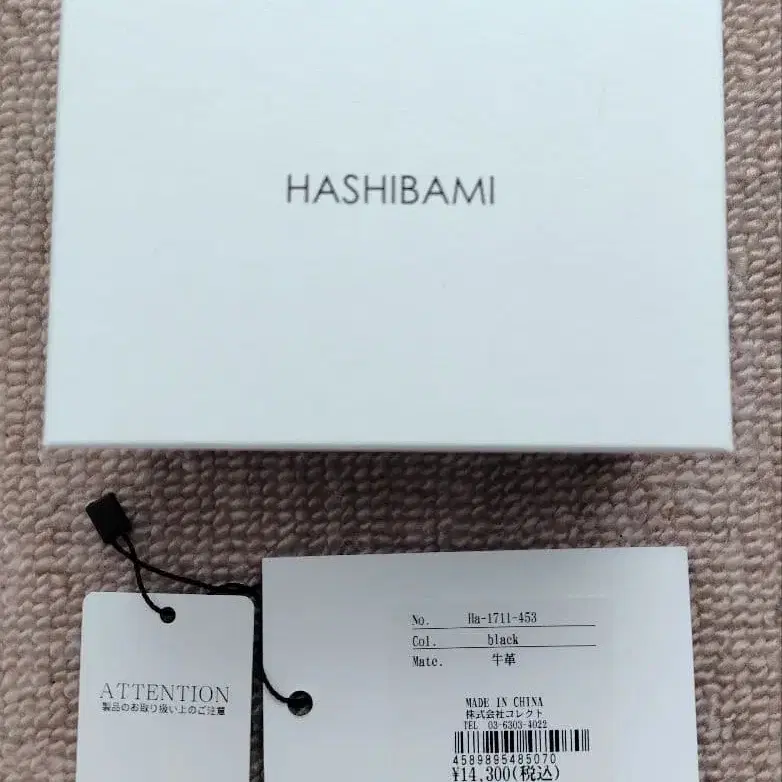 HASHIBAMI
ATTENTION
製品のお取り扱い上のご注意
No. Ha-1711-453
Col. black
Mate. 牛革
MADE IN CHINA
株式会社コレクト
TEL 03-6303-4022
4589895485070
¥14,300(税込)